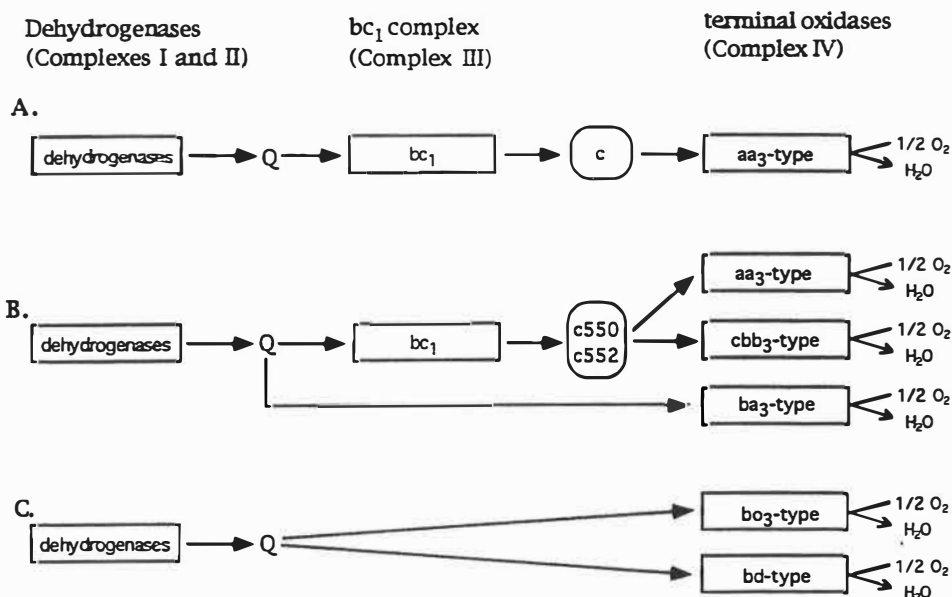 Dehydrogenases
(Complexes I and II)
bc₁ complex
(Complex III)
terminal oxidases
(Complex IV)
A.
dehydrogenases
Q
bc₁
c
aa₃-type
1/2 O₂
H₂O
B.
dehydrogenases
Q
bc₁
c550
c552
aa₃-type
1/2 O₂
H₂O
cbb₃-type
1/2 O₂
H₂O
ba₃-type
1/2 O₂
H₂O
C.
dehydrogenases
Q
bo₃-type
1/2 O₂
H₂O
bd-type
1/2 O₂
H₂O